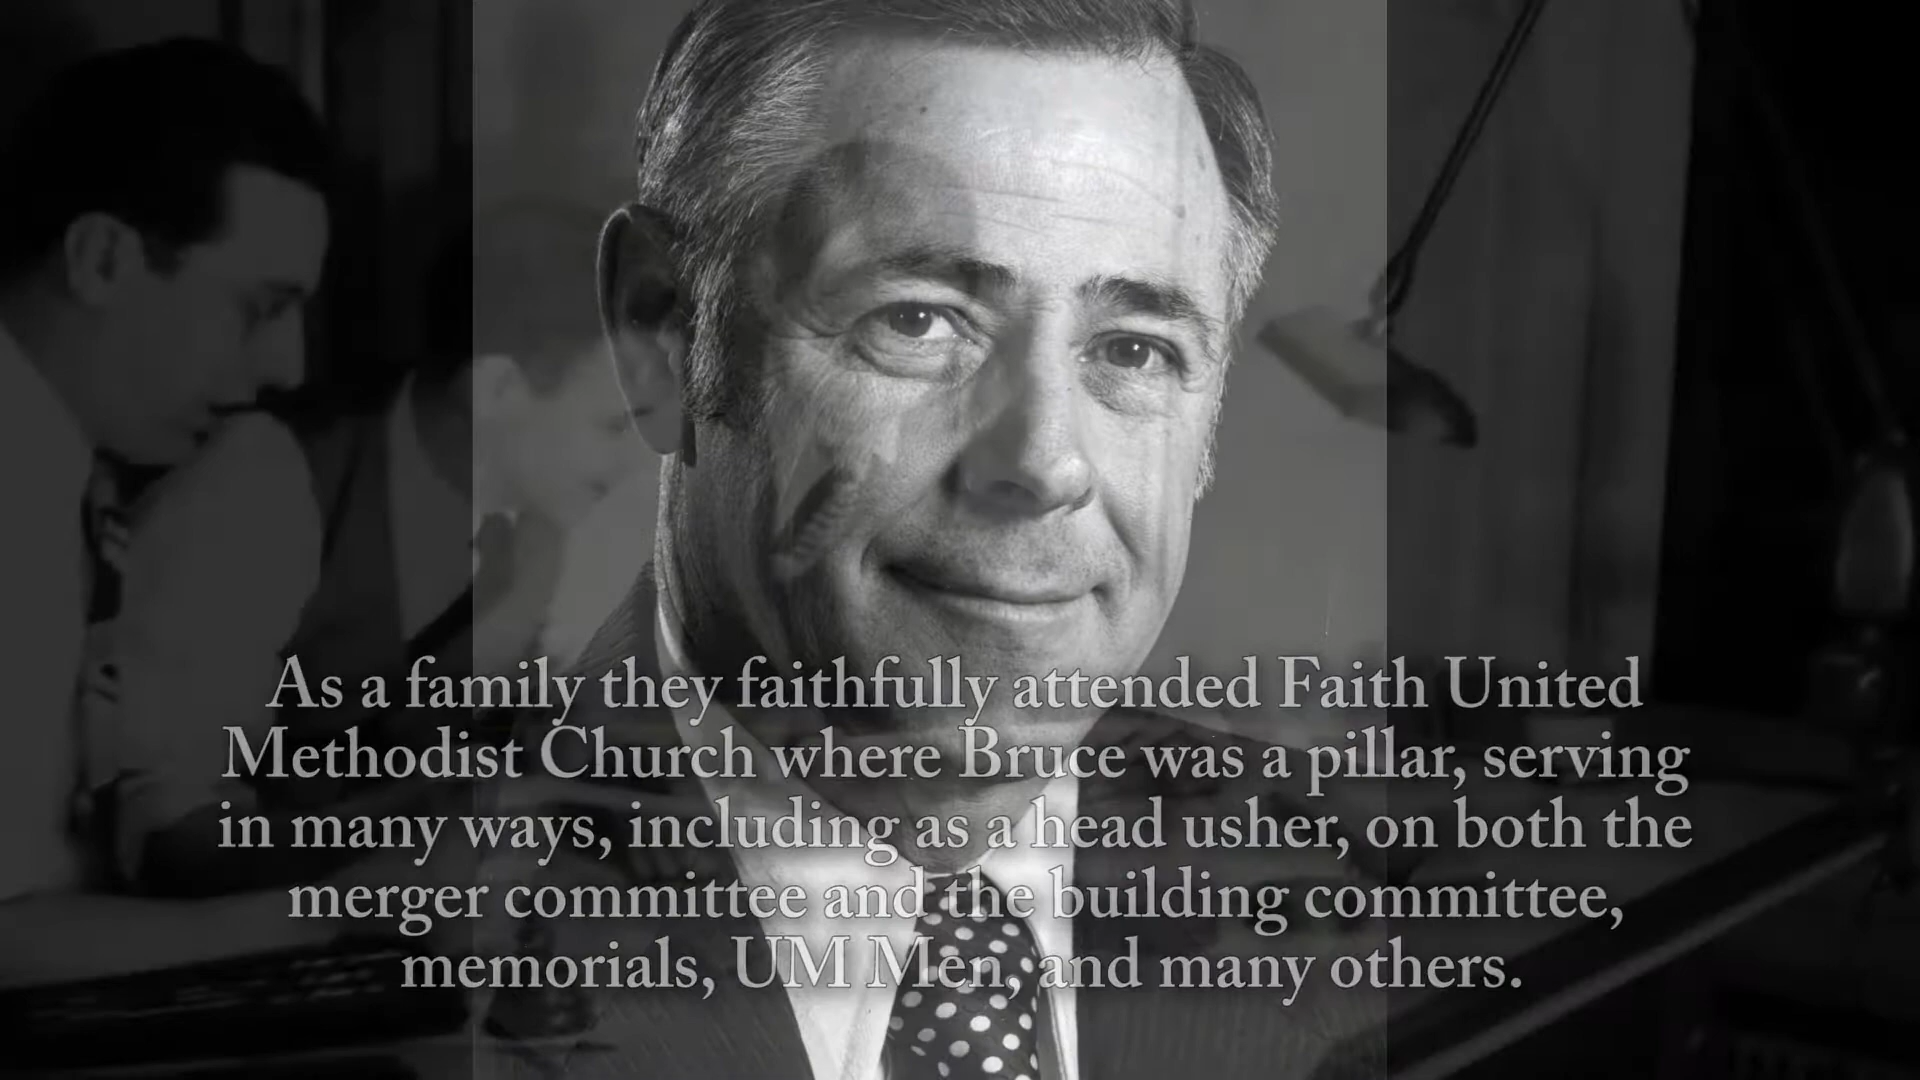 As a family they faithfully attended Faith United
Methodist Church where Bruce was a pillar, serving
in many ways, including as a head usher, on both the
merger committee and the building committee,
memorials, UM Men, and many others.